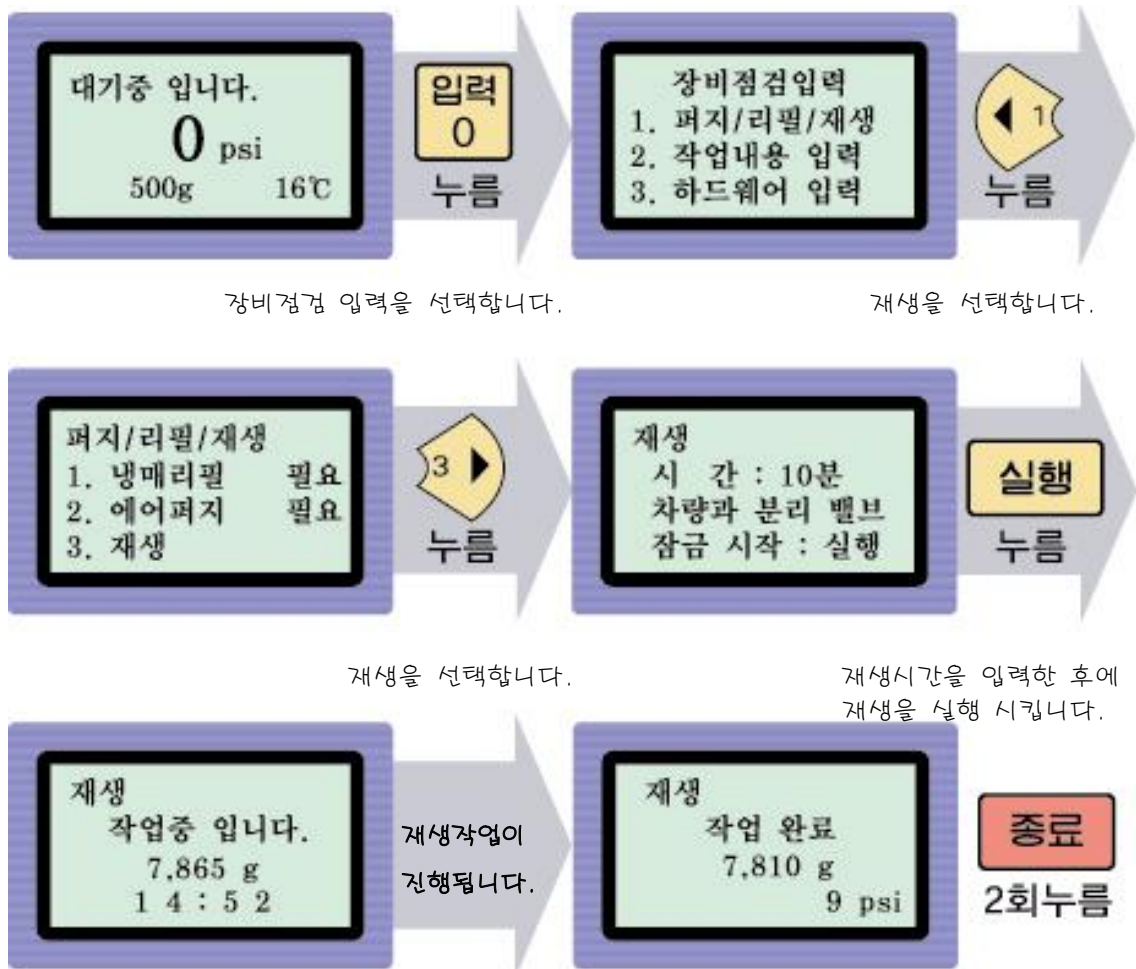 대기중 입니다.
0 psi
500g 16℃
입력
0
누름
장비점검입력
1. 퍼지/리필/재생
2. 작업내용 입력
3. 하드웨어 입력
1
누름
장비점검 입력을 선택합니다.
재생을 선택합니다.
퍼지/리필/재생
1. 냉매리필 필요
2. 에어퍼지 필요
3. 재생
3
누름
재생
시 간 : 10분
차량과 분리 밸브
잠금 시작 : 실행
실행
누름
재생을 선택합니다.
재생시간을 입력한 후에
재생을 실행 시킵니다.
재생
작업중 입니다.
7,865 g
1 4 : 5 2
재생작업이
진행됩니다.
재생
작업 완료
7,810 g
9 psi
종료
2회누름